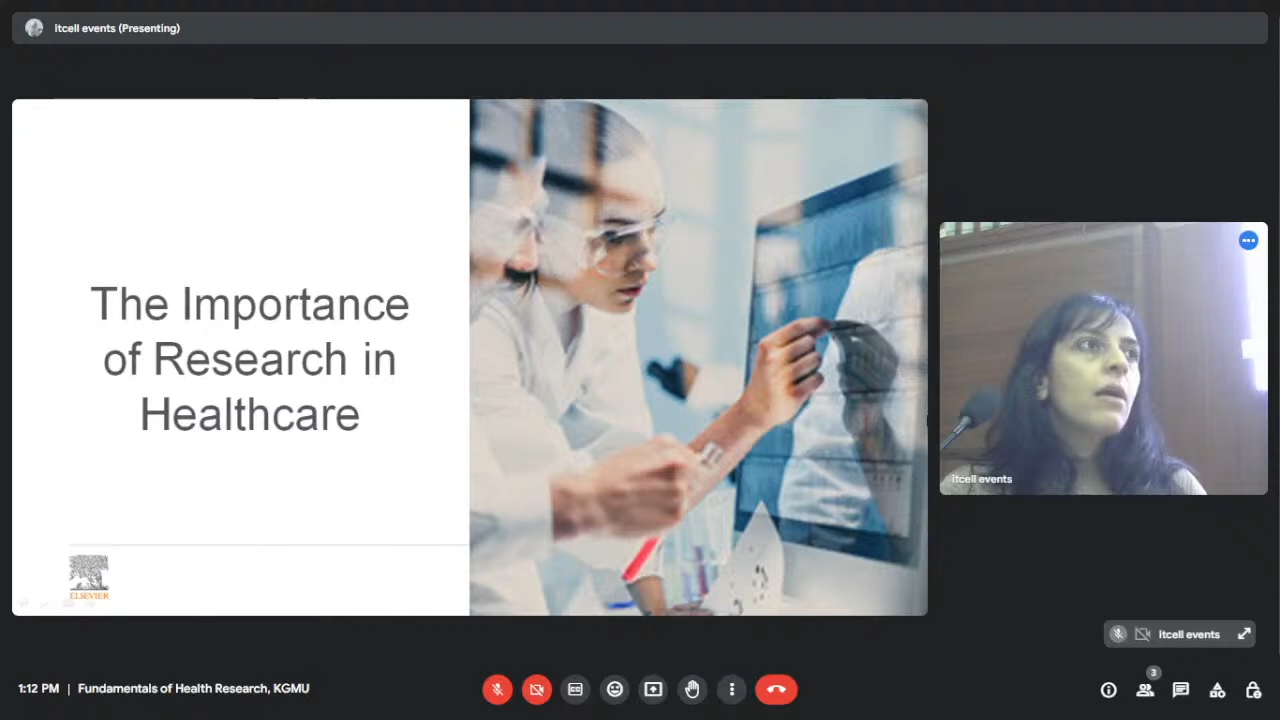 itcell events (Presenting)
The Importance
of Research in
Healthcare
ELSEVIER
itcell events
itcell events
3
1:12 PM | Fundamentals of Health Research, KGMU